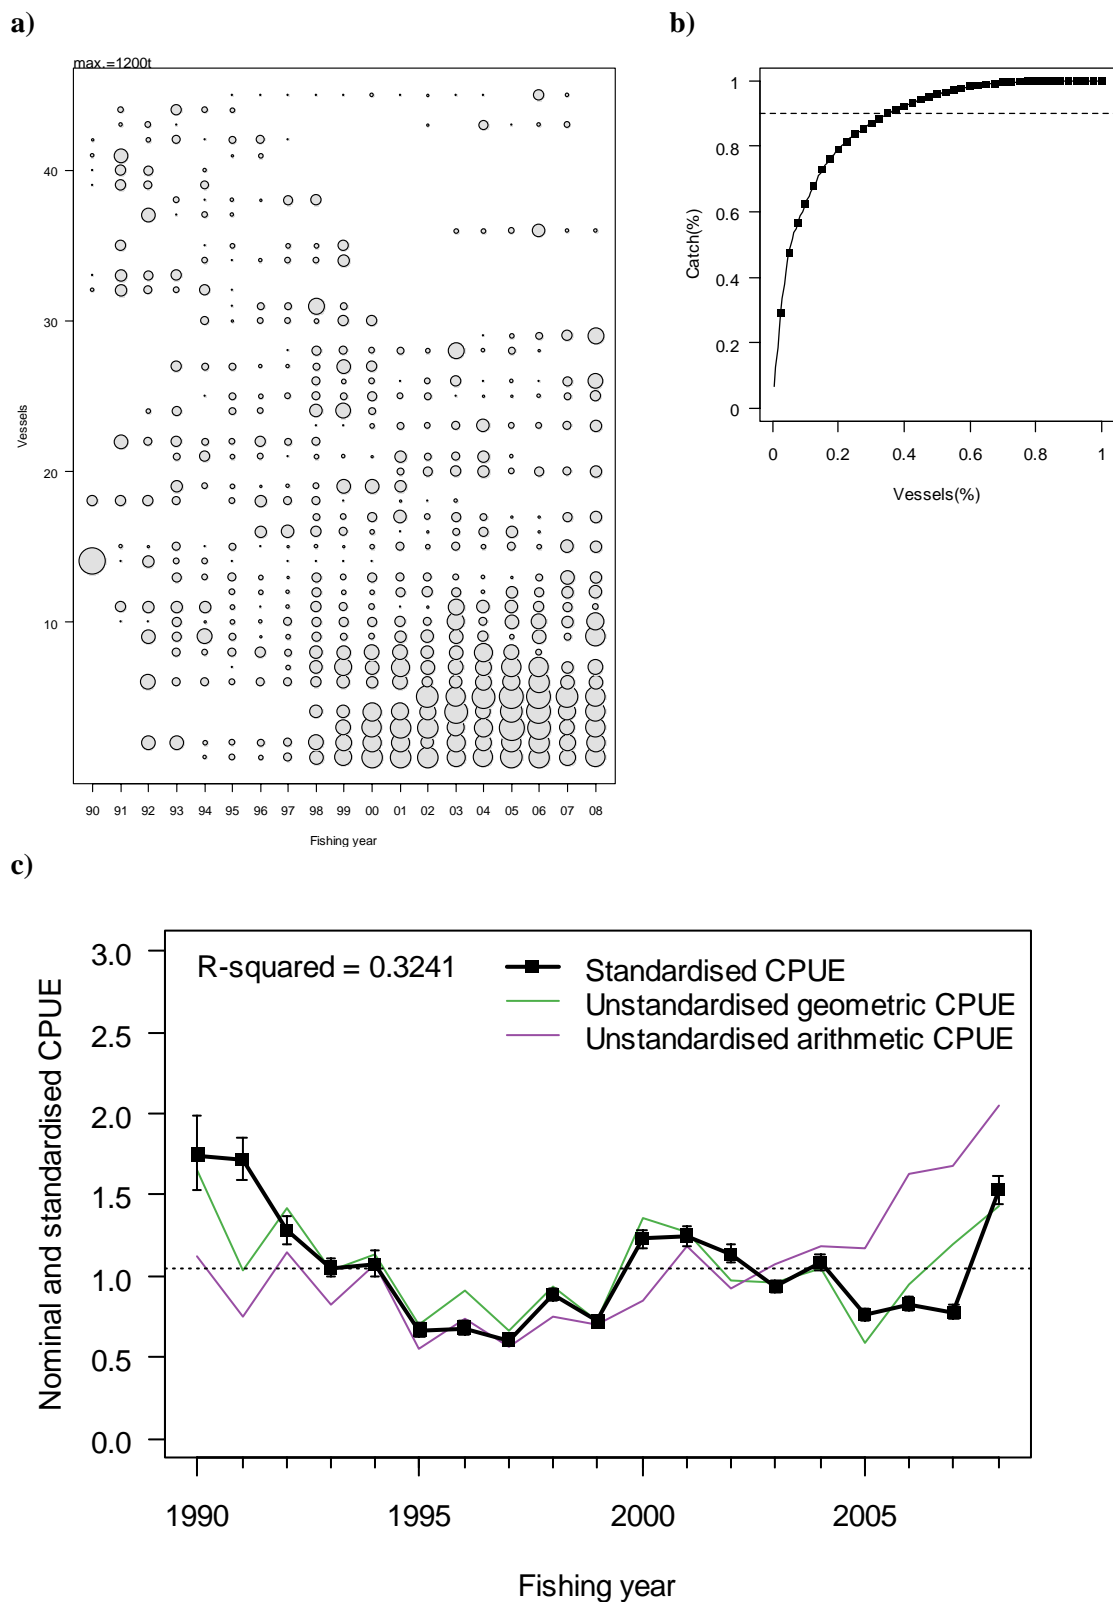 a)
b)
max.=1200t
40
30
20
10
Vessels
90 91 92 93 94 95 96 97 98 99 00 01 02 03 04 05 06 07 08
Fishing year
1
0.8
0.6
0.4
0.2
0
Catch(%)
0 0.2 0.4 0.6 0.8 1
Vessels(%)
c)
R-squared = 0.3241
Standardised CPUE
Unstandardised geometric CPUE
Unstandardised arithmetic CPUE
3.0
2.5
2.0
1.5
1.0
0.5
0.0
Nominal and standardised CPUE
1990 1995 2000 2005
Fishing year